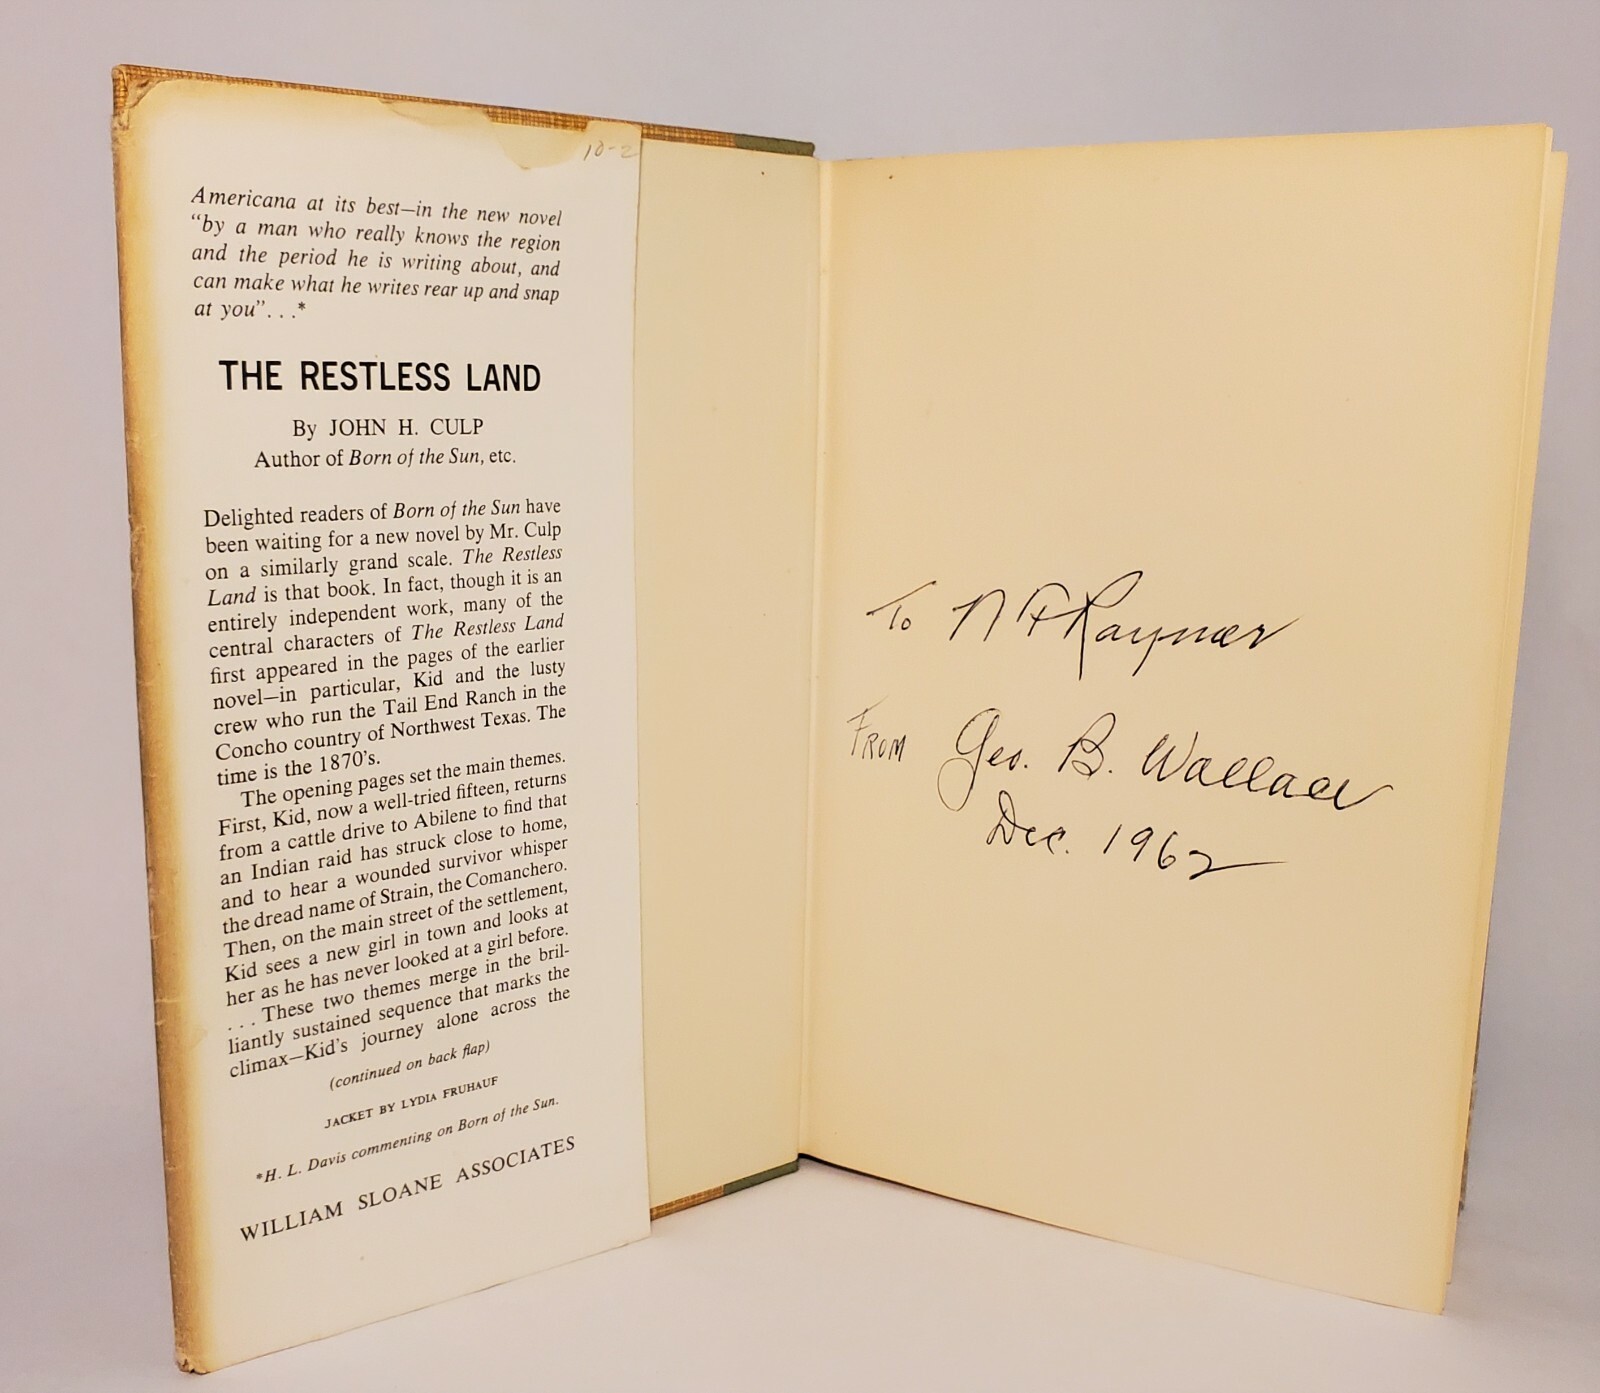 10-2
Americana at its best—in the new novel
“by a man who really knows the region
and the period he is writing about, and
can make what he writes rear up and snap
at you”. . .*
THE RESTLESS LAND
By JOHN H. CULP
Author of Born of the Sun, etc.
Delighted readers of Born of the Sun have
been waiting for a new novel by Mr. Culp
on a similarly grand scale. The Restless
Land is that book. In fact, though it is an
entirely independent work, many of the
central characters of The Restless Land
first appeared in the pages of the earlier
novel—in particular, Kid and the lusty
crew who run the Tail End Ranch in the
Concho country of Northwest Texas. The
time is the 1870's.
The opening pages set the main themes.
First, Kid, now a well-tried fifteen, returns
from a cattle drive to Abilene to find that
an Indian raid has struck close to home,
and to hear a wounded survivor whisper
the dread name of Strain, the Comanchero.
Then, on the main street of the settlement,
Kid sees a new girl in town and looks at
her as he has never looked at a girl before.
. . . These two themes merge in the bril-
liantly sustained sequence that marks the
climax—Kid's journey alone across the
(continued on back flap)
JACKET BY LYDIA FRUHAUF
*H. L. Davis commenting on Born of the Sun.
WILLIAM SLOANE ASSOCIATES
To N F Raymer
FROM Geo. B. Wallace
Dec. 1962